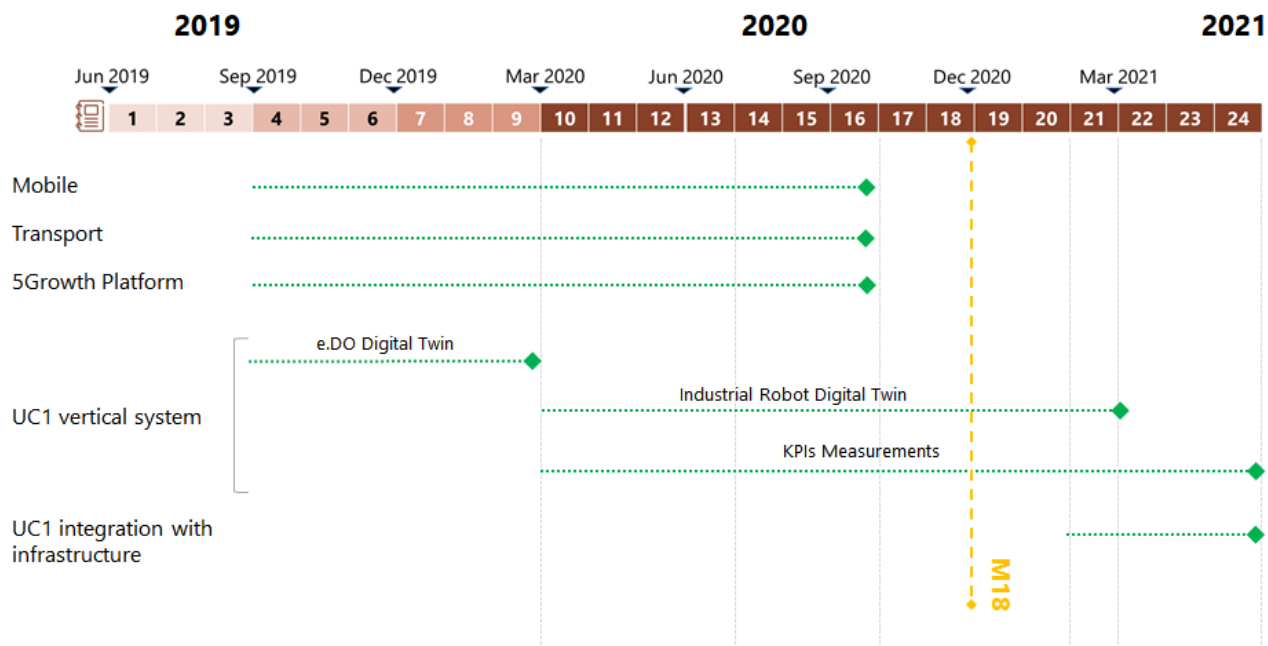 2019 2020 2021
Jun 2019 Sep 2019 Dec 2019 Mar 2020 Jun 2020 Sep 2020 Dec 2020 Mar 2021
1 2 3 4 5 6 7 8 9 10 11 12 13 14 15 16 17 18 19 20 21 22 23 24
Mobile
Transport
5Growth Platform
e.DO Digital Twin
Industrial Robot Digital Twin
UC1 vertical system
KPIs Measurements
UC1 integration with
infrastructure
M18